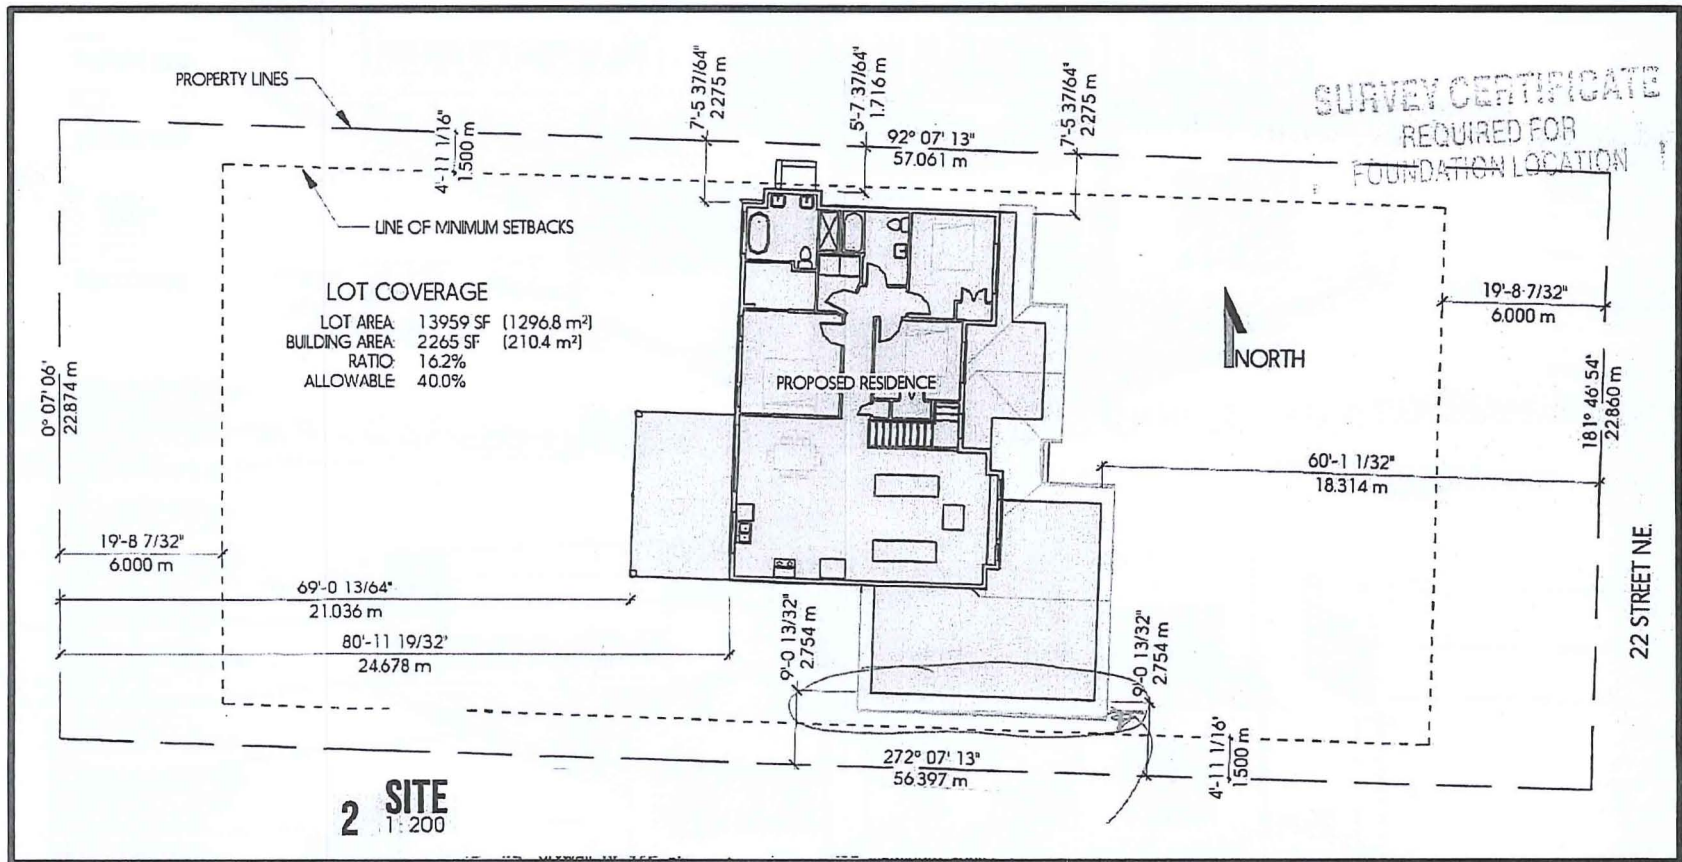 PROPERTY LINES
7'-5 37/64"
2.275 m
5'-7 37/64"
1.716 m
7'-5 37/64"
2.275 m
SURVEY CERTIFICATE
REQUIRED FOR
FOUNDATION LOCATION
4'-11 1/16"
1.500 m
92° 07' 13"
57.061 m
LINE OF MINIMUM SETBACKS
LOT COVERAGE
LOT AREA: 13959 SF (1296.8 m²)
BUILDING AREA: 2265 SF (210.4 m²)
RATIO: 16.2%
ALLOWABLE 40.0%
19'-8 7/32"
6.000 m
NORTH
PROPOSED RESIDENCE
0° 07' 06"
22.874 m
181° 46' 54"
22.860 m
60'-1 1/32"
18.314 m
19'-8 7/32"
6.000 m
69'-0 13/64"
21.036 m
80'-11 19/32"
24.678 m
9'-0 13/32"
2.754 m
9'-0 13/32"
2.754 m
22 STREET N.E.
272° 07' 13"
56.397 m
4'-11 1/16"
1.500 m
2 SITE
1:200